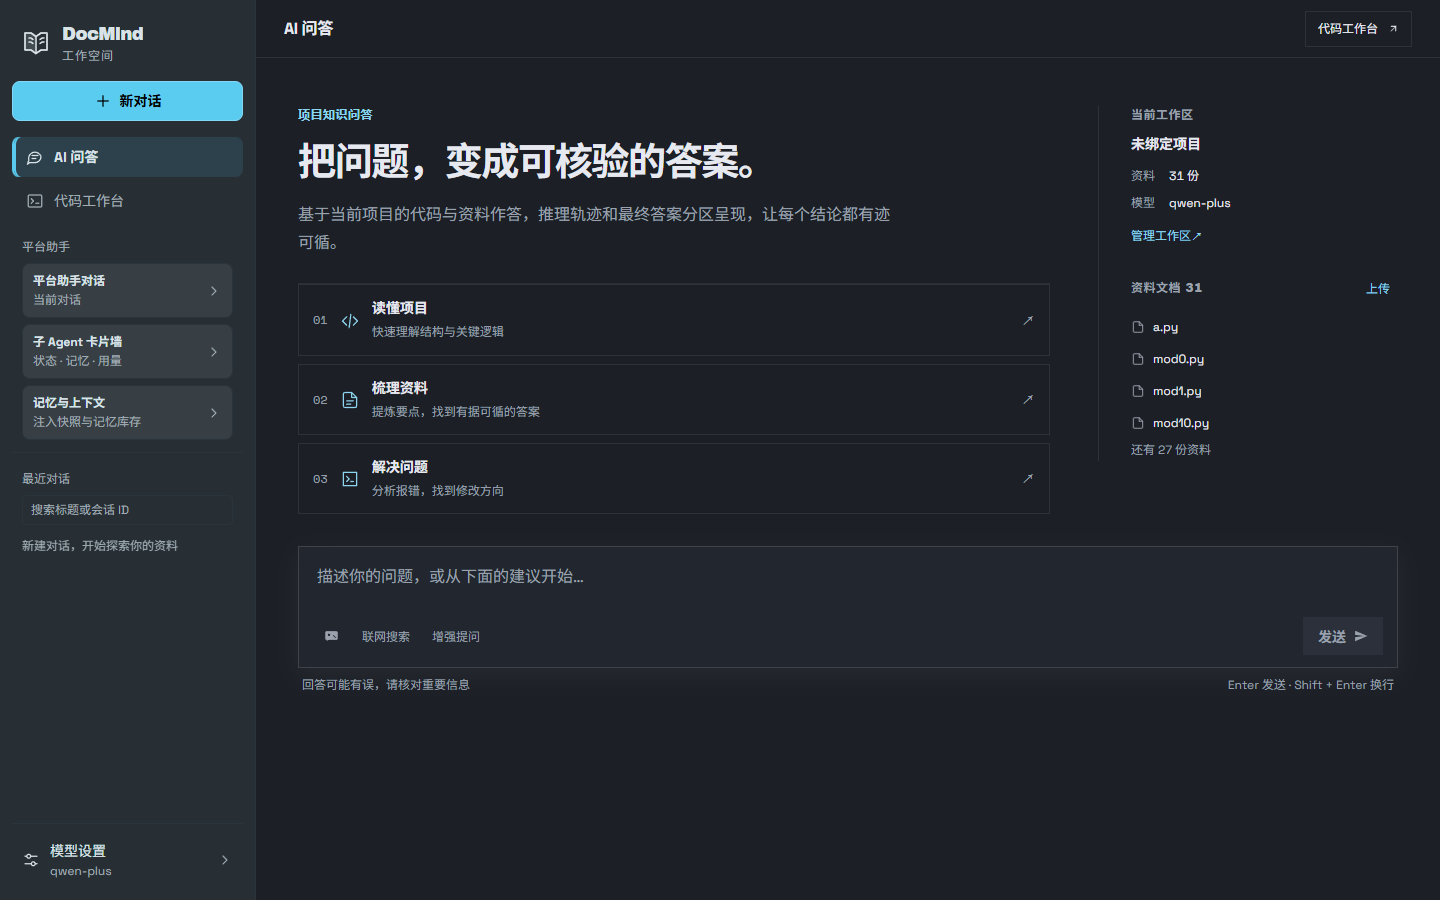 DocMind
工作空间
新对话
AI 问答
代码工作台
平台助手
平台助手对话
当前对话
子 Agent 卡片墙
状态 · 记忆 · 用量
记忆与上下文
注入快照与记忆库存
最近对话
搜索标题或会话 ID
新建对话，开始探索你的资料
模型设置
qwen-plus
AI 问答
代码工作台
项目知识问答
把问题，变成可核验的答案。
基于当前项目的代码与资料作答，推理轨迹和最终答案分区呈现，让每个结论都有迹
可循。
01 读懂项目
快速理解结构与关键逻辑
02 梳理资料
提炼要点，找到有据可循的答案
03 解决问题
分析报错，找到修改方向
描述你的问题，或从下面的建议开始...
联网搜索 增强提问
发送
回答可能有误，请核对重要信息
Enter 发送 · Shift + Enter 换行
当前工作区
未绑定项目
资料 31 份
模型 qwen-plus
管理工作区↗
资料文档 31
上传
a.py
mod0.py
mod1.py
mod10.py
还有 27 份资料